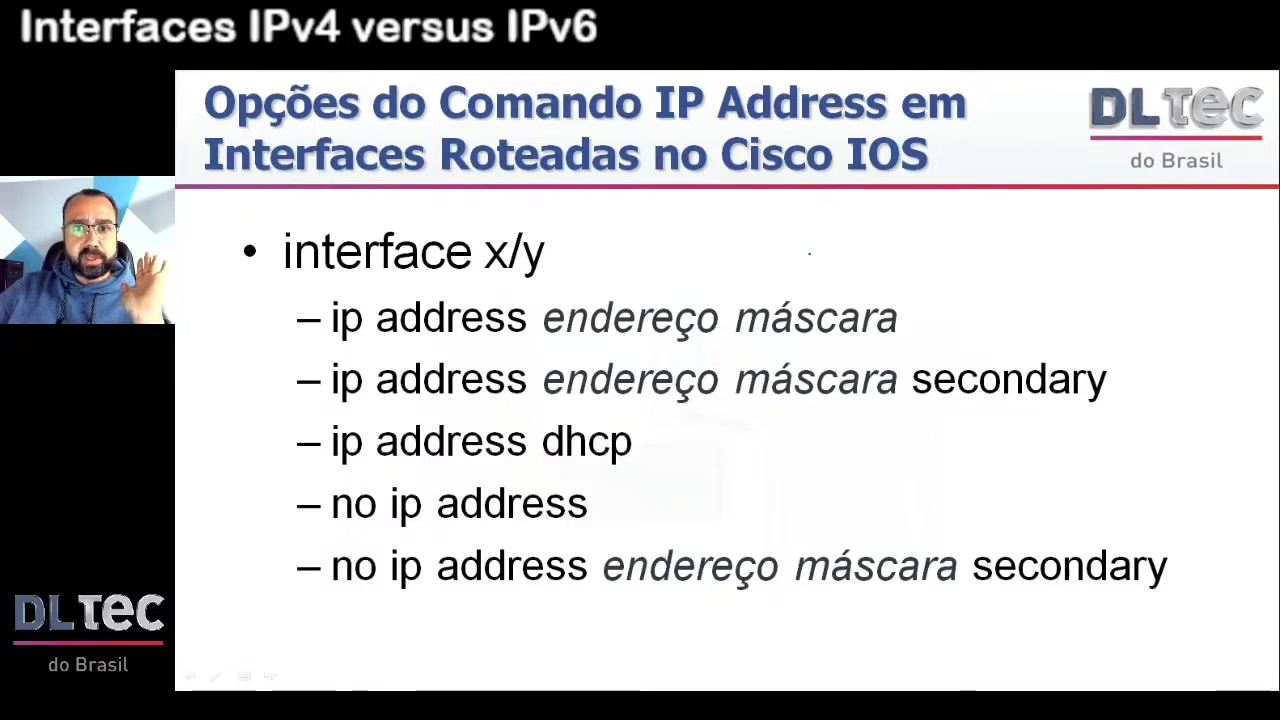 Interfaces IPv4 versus IPv6
Opções do Comando IP Address em
Interfaces Roteadas no Cisco IOS
DLTEC
do Brasil
• interface x/y
– ip address endereço máscara
– ip address endereço máscara secondary
– ip address dhcp
– no ip address
– no ip address endereço máscara secondary
DLTEC
do Brasil